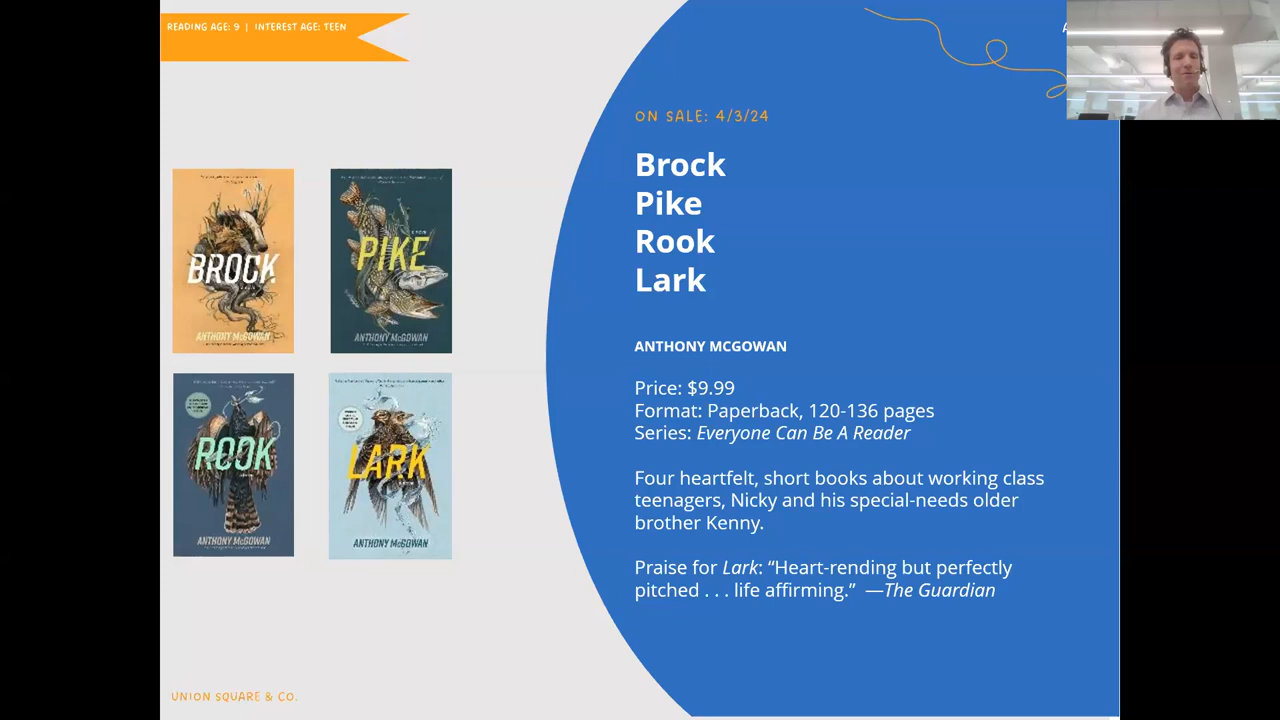 READING AGE: 9 | INTEREST AGE: TEEN
ON SALE: 4/3/24
Brock
Pike
Rook
Lark
ANTHONY MCGOWAN
Price: $9.99
Format: Paperback, 120-136 pages
Series: Everyone Can Be A Reader
Four heartfelt, short books about working class
teenagers, Nicky and his special-needs older
brother Kenny.
Praise for Lark: “Heart-rending but perfectly
pitched . . . life affirming.” —The Guardian
BROCK
ANTHONY McGOWAN
PIKE
ANTHONY McGOWAN
ROOK
ANTHONY McGOWAN
LARK
ANTHONY McGOWAN
UNION SQUARE & CO.